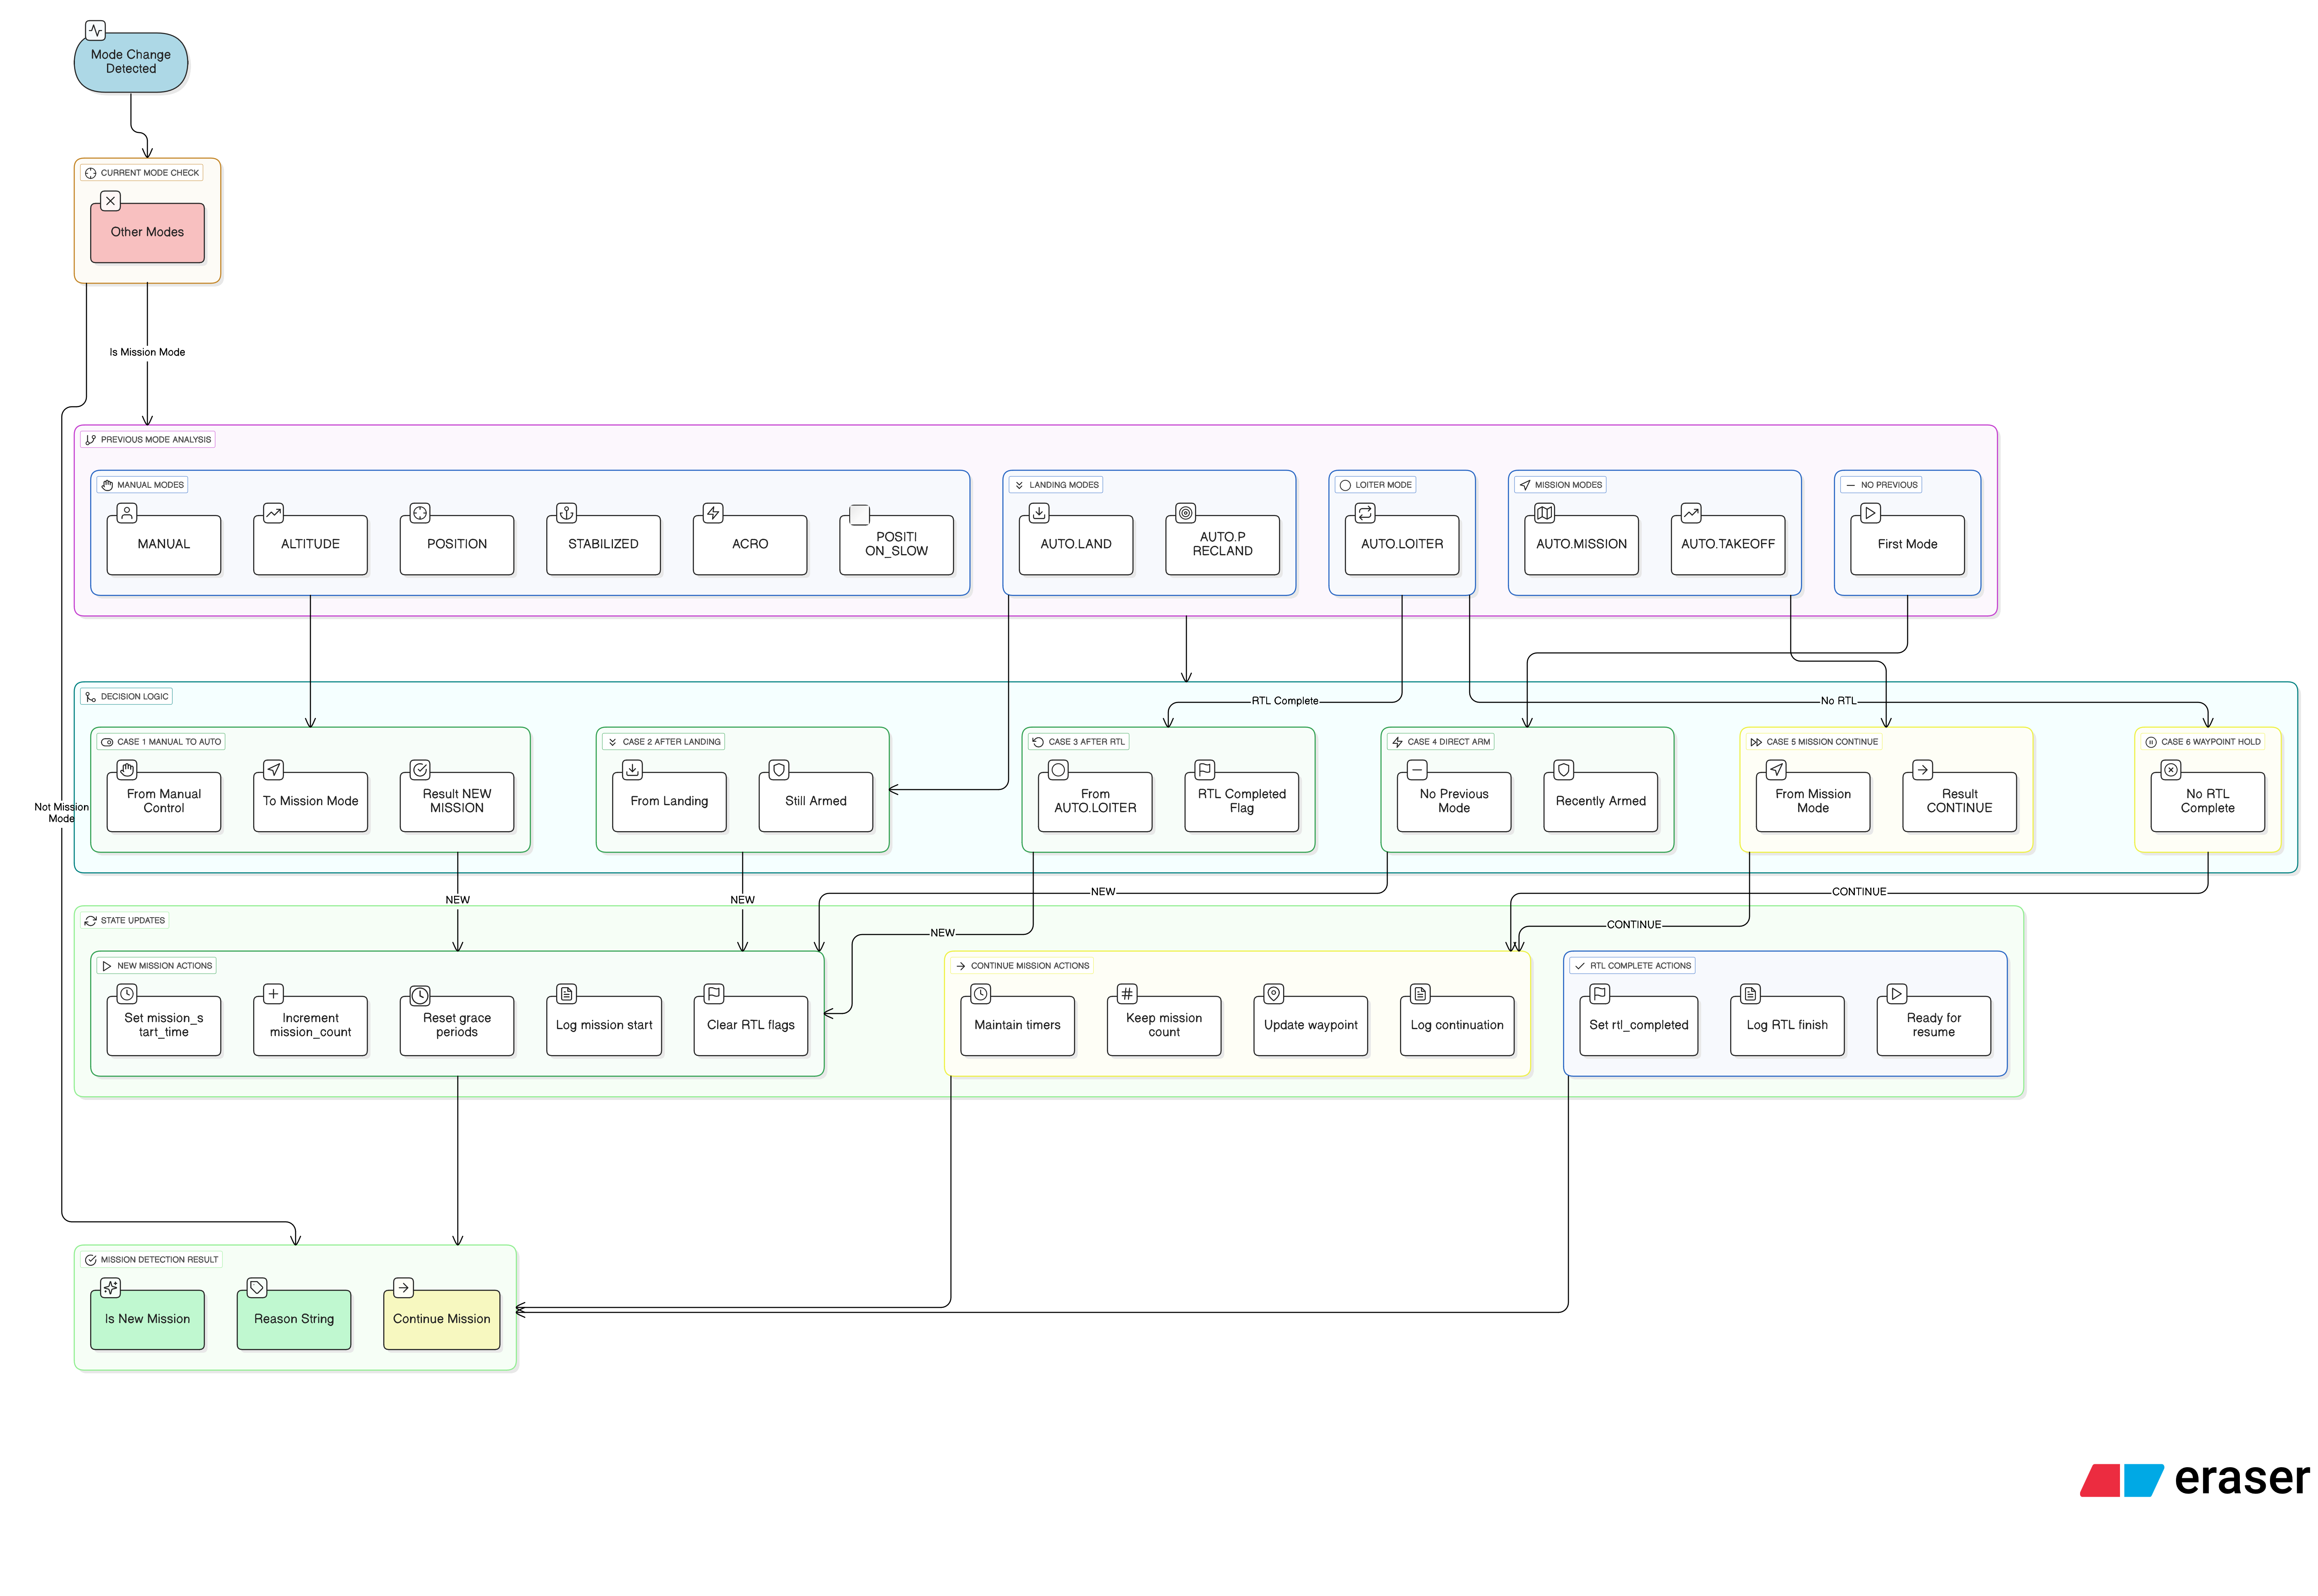 Mode Change
Detected
CURRENT MODE CHECK
Other Modes
Is Mission Mode
PREVIOUS MODE ANALYSIS
MANUAL MODES
MANUAL
ALTITUDE
POSITION
STABILIZED
ACRO
POSITI
ON_SLOW
LANDING MODES
AUTO.LAND
AUTO.P
RECLAND
LOITER MODE
AUTO.LOITER
MISSION MODES
AUTO.MISSION
AUTO.TAKEOFF
NO PREVIOUS
First Mode
RTL Complete
No RTL
DECISION LOGIC
CASE 1 MANUAL TO AUTO
From Manual
Control
To Mission Mode
Result NEW
MISSION
CASE 2 AFTER LANDING
From Landing
Still Armed
CASE 3 AFTER RTL
From
AUTO.LOITER
RTL Completed
Flag
CASE 4 DIRECT ARM
No Previous
Mode
Recently Armed
CASE 5 MISSION CONTINUE
From Mission
Mode
Result
CONTINUE
CASE 6 WAYPOINT HOLD
No RTL
Complete
Not Mission
Mode
NEW
NEW
NEW
NEW
CONTINUE
CONTINUE
STATE UPDATES
NEW MISSION ACTIONS
Set mission_s
tart_time
Increment
mission_count
Reset grace
periods
Log mission start
Clear RTL flags
CONTINUE MISSION ACTIONS
Maintain timers
Keep mission
count
Update waypoint
Log continuation
RTL COMPLETE ACTIONS
Set rtl_completed
Log RTL finish
Ready for
resume
MISSION DETECTION RESULT
Is New Mission
Reason String
Continue Mission
eraser